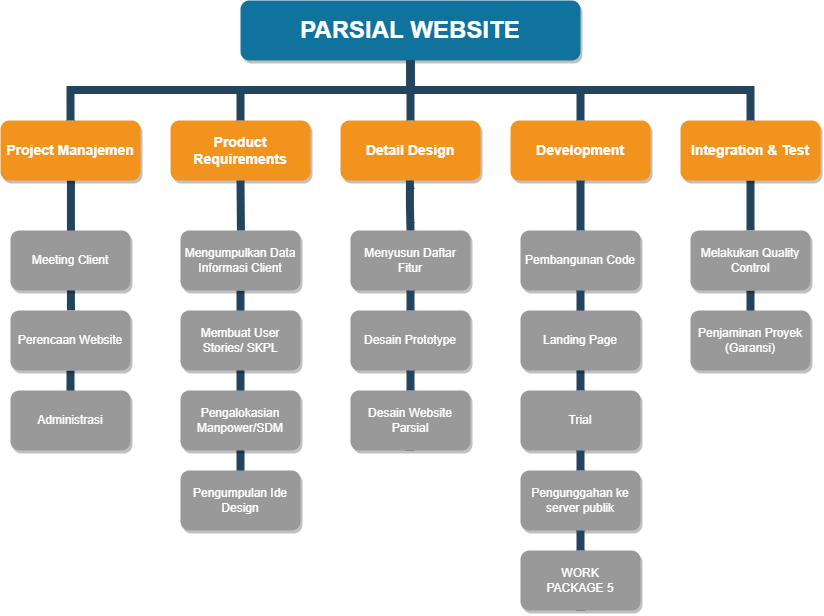 PARSIAL WEBSITE
Project Manajemen
Product
Requirements
Detail Design
Development
Integration & Test
Meeting Client
Perencaan Website
Administrasi
Mengumpulkan Data
Informasi Client
Membuat User
Stories/ SKPL
Pengalokasian
Manpower/SDM
Pengumpulan Ide
Design
Menyusun Daftar
Fitur
Desain Prototype
Desain Website
Parsial
Pembangunan Code
Landing Page
Trial
Pengunggahan ke
server publik
WORK
PACKAGE 5
Melakukan Quality
Control
Penjaminan Proyek
(Garansi)